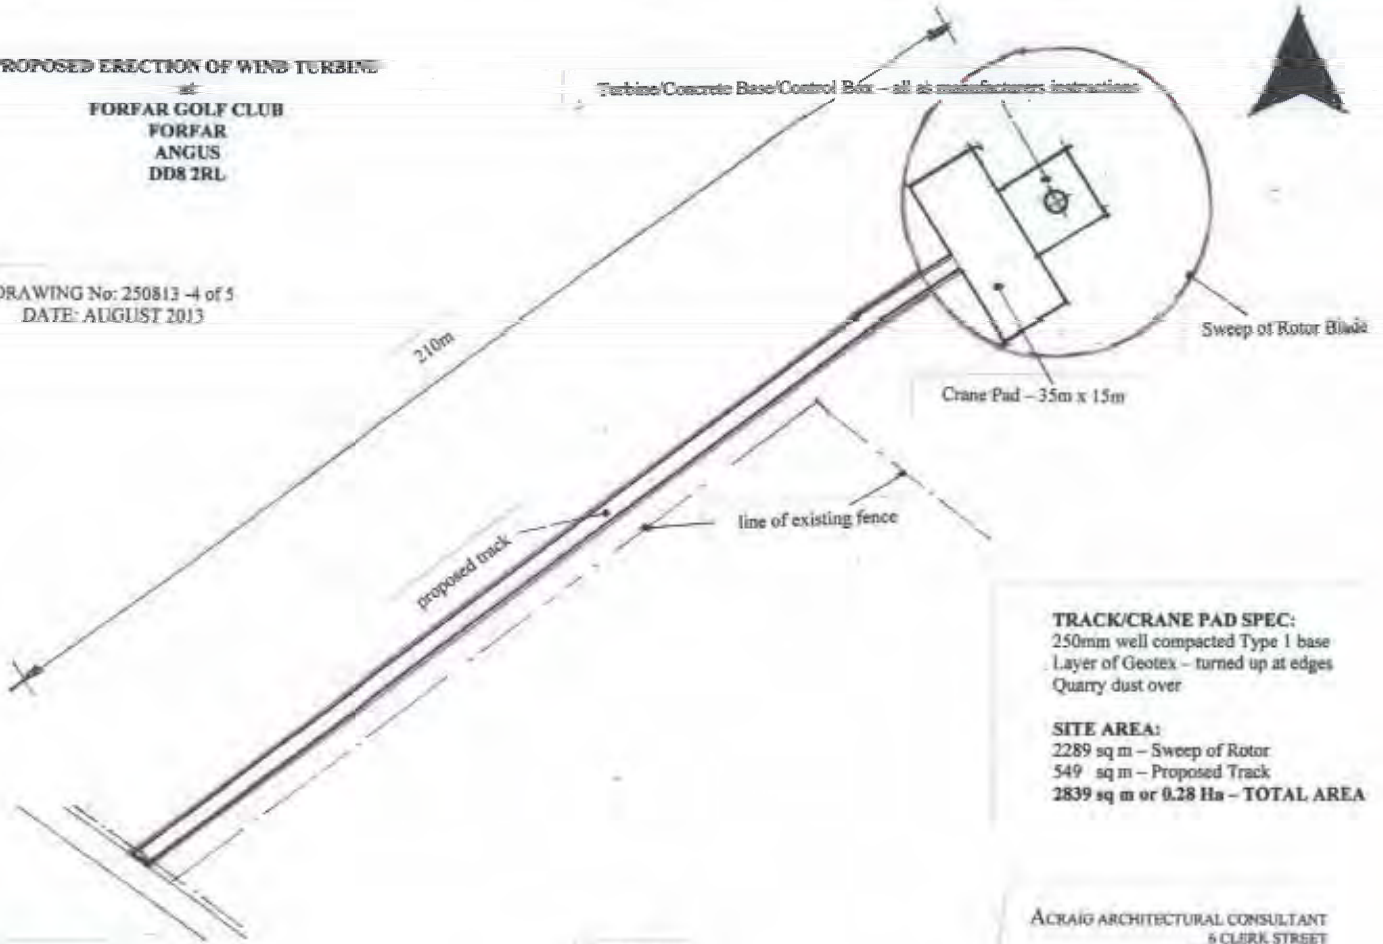 PROPOSED ERECTION OF WIND TURBINE
at
FORFAR GOLF CLUB
FORFAR
ANGUS
DD8 2RL
Turbine/Concrete Base/Control Box – all as manufacturers instructions
DRAWING No: 250813 -4 of 5
DATE: AUGUST 2013
210m
Sweep of Rotor Blade
Crane Pad – 35m x 15m
line of existing fence
proposed track
TRACK/CRANE PAD SPEC:
250mm well compacted Type 1 base
Layer of Geotex – turned up at edges
Quarry dust over
SITE AREA:
2289 sq m – Sweep of Rotor
549 sq m – Proposed Track
2839 sq m or 0.28 Ha – TOTAL AREA
ACRAIG ARCHITECTURAL CONSULTANT
6 CLERK STREET